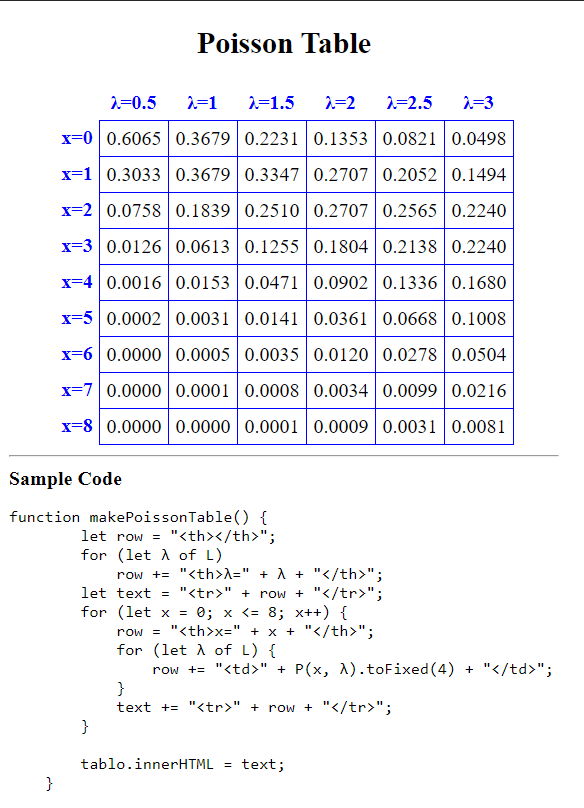 Poisson Table
λ=0.5 λ=1 λ=1.5 λ=2 λ=2.5 λ=3
x=0 0.6065 0.3679 0.2231 0.1353 0.0821 0.0498
x=1 0.3033 0.3679 0.3347 0.2707 0.2052 0.1494
x=2 0.0758 0.1839 0.2510 0.2707 0.2565 0.2240
x=3 0.0126 0.0613 0.1255 0.1804 0.2138 0.2240
x=4 0.0016 0.0153 0.0471 0.0902 0.1336 0.1680
x=5 0.0002 0.0031 0.0141 0.0361 0.0668 0.1008
x=6 0.0000 0.0005 0.0035 0.0120 0.0278 0.0504
x=7 0.0000 0.0001 0.0008 0.0034 0.0099 0.0216
x=8 0.0000 0.0000 0.0001 0.0009 0.0031 0.0081
Sample Code
function makePoissonTable() {
        let row = "<th></th>";
        for (let λ of L)
            row += "<th>λ=" + λ + "</th>";
        let text = "<tr>" + row + "</tr>";
        for (let x = 0; x <= 8; x++) {
            row = "<th>x=" + x + "</th>";
            for (let λ of L) {
                row += "<td>" + P(x, λ).toFixed(4) + "</td>";
            }
            text += "<tr>" + row + "</tr>";
        }
        tablo.innerHTML = text;
    }